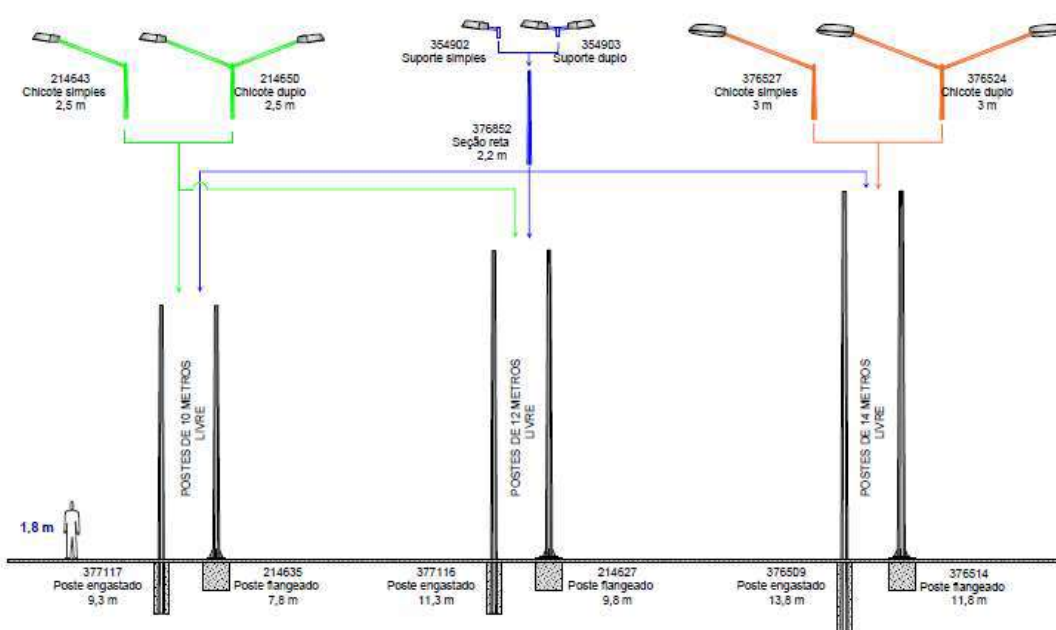 354902
Suporte simples
354903
Suporte duplo
214643
Chicote simples
2,5 m
214650
Chicote duplo
2,5 m
376527
Chicote simples
3 m
376524
Chicote duplo
3 m
376852
Seção reta
2,2 m
POSTES DE 10 METROS
LIVRE
POSTES DE 12 METROS
LIVRE
POSTES DE 14 METROS
LIVRE
1,8 m
377117
Poste engastado
9,3 m
214635
Poste flangeado
7,8 m
377116
Poste engastado
11,3 m
214627
Poste flangeado
9,8 m
376509
Poste engastado
13,8 m
376514
Poste flangeado
11,8 m